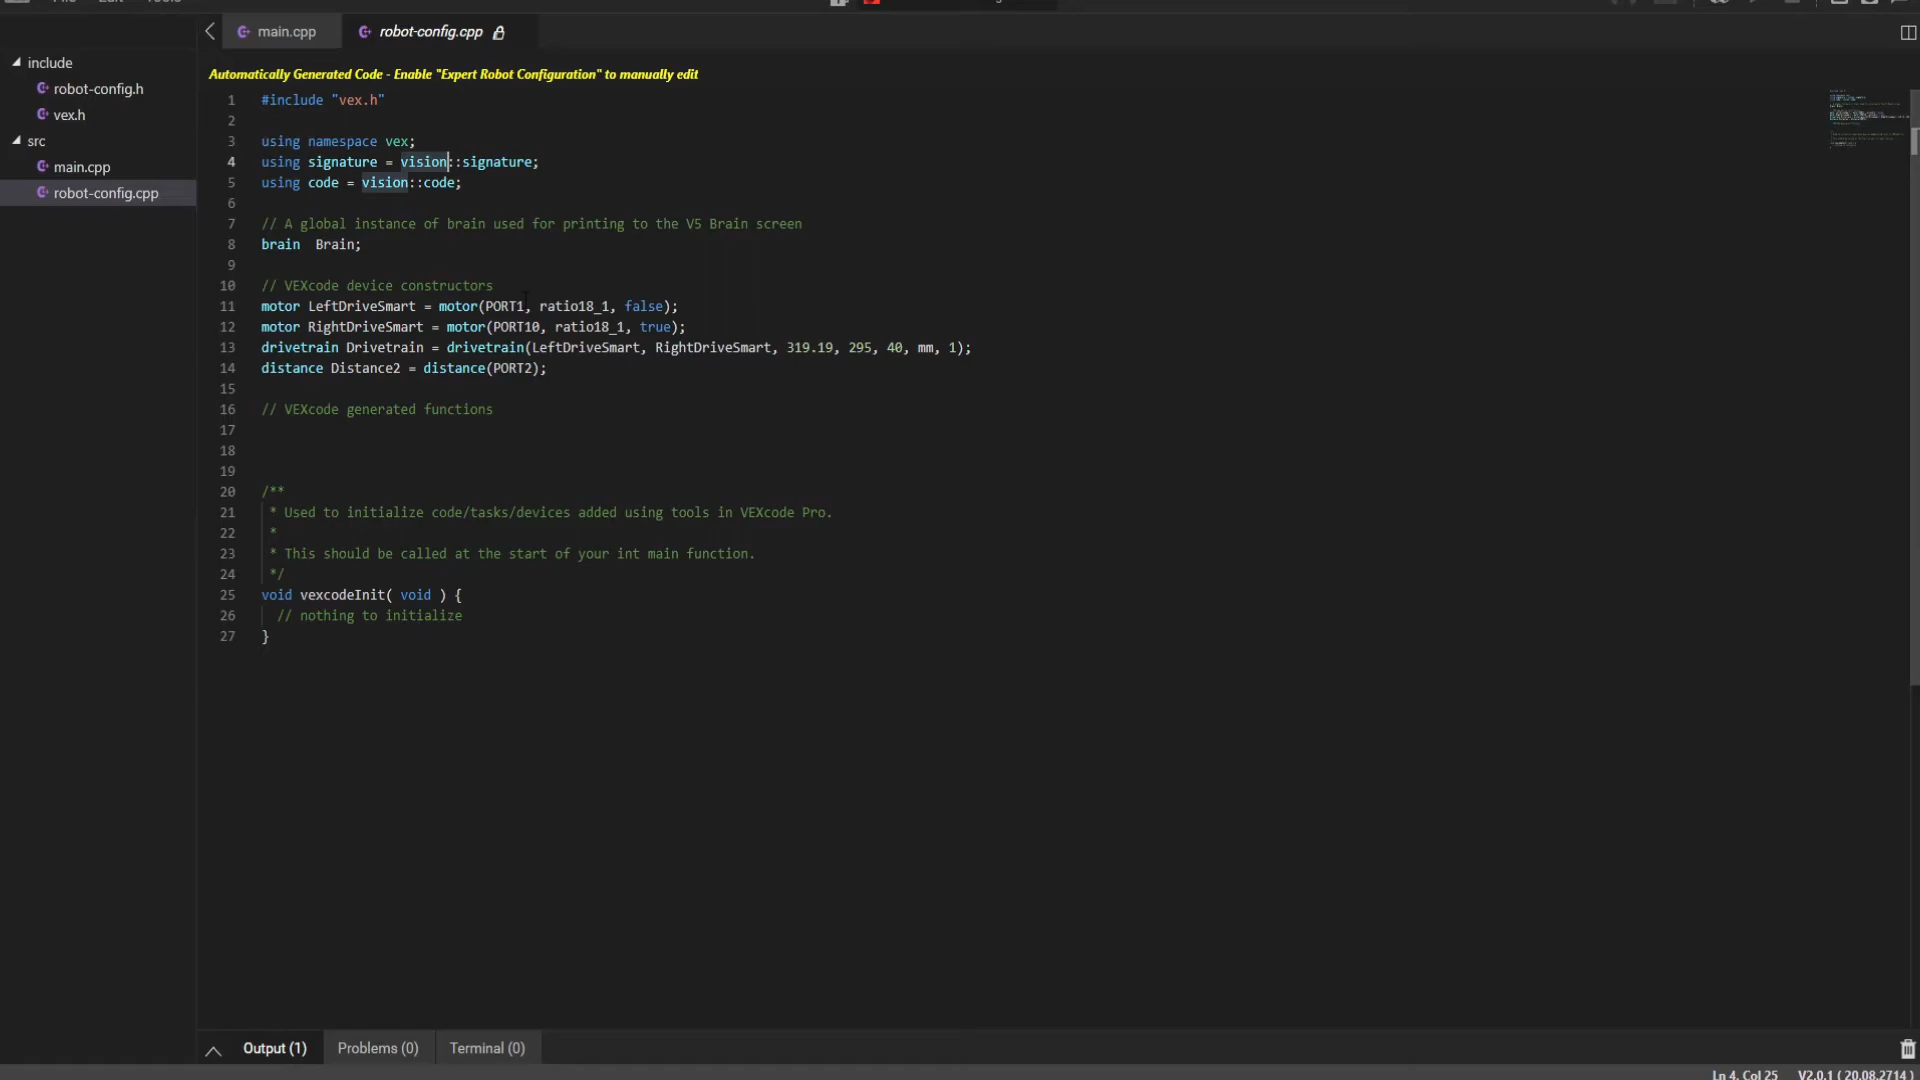 main.cpp
robot-config.cpp
include
robot-config.h
vex.h
src
main.cpp
robot-config.cpp
Automatically Generated Code - Enable "Expert Robot Configuration" to manually edit
1 #include "vex.h"
2
3 using namespace vex;
4 using signature = vision::signature;
5 using code = vision::code;
6
7 // A global instance of brain used for printing to the V5 Brain screen
8 brain  Brain;
9
10 // VEXcode device constructors
11 motor LeftDriveSmart = motor(PORT1, ratio18_1, false);
12 motor RightDriveSmart = motor(PORT10, ratio18_1, true);
13 drivetrain Drivetrain = drivetrain(LeftDriveSmart, RightDriveSmart, 319.19, 295, 40, mm, 1);
14 distance Distance2 = distance(PORT2);
15
16 // VEXcode generated functions
17
18
19
20 /**
21  * Used to initialize code/tasks/devices added using tools in VEXcode Pro.
22  *
23  * This should be called at the start of your int main function.
24  */
25 void vexcodeInit( void ) {
26   // nothing to initialize
27 }
Output (1) Problems (0) Terminal (0)
Ln 4, Col 25 V2.0.1 ( 20.08.2714 )